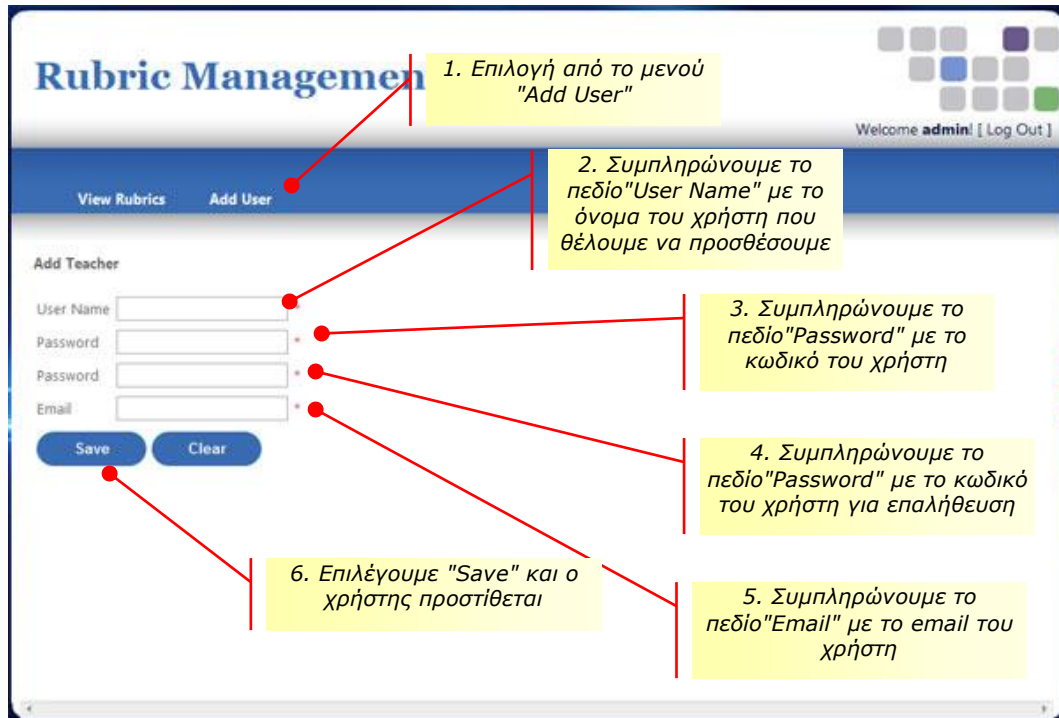 Rubric Managemen
1. Επιλογή από το μενού
"Add User"
Welcome admin! [ Log Out ]
View Rubrics Add User
2. Συμπληρώνουμε το
πεδίο"User Name" με το
όνομα του χρήστη που
θέλουμε να προσθέσουμε
Add Teacher
User Name *
Password *
Password *
Email *
Save Clear
3. Συμπληρώνουμε το
πεδίο"Password" με το
κωδικό του χρήστη
4. Συμπληρώνουμε το
πεδίο"Password" με το κωδικό
του χρήστη για επαλήθευση
5. Συμπληρώνουμε το
πεδίο"Email" με το email του
χρήστη
6. Επιλέγουμε "Save" και ο
χρήστης προστίθεται